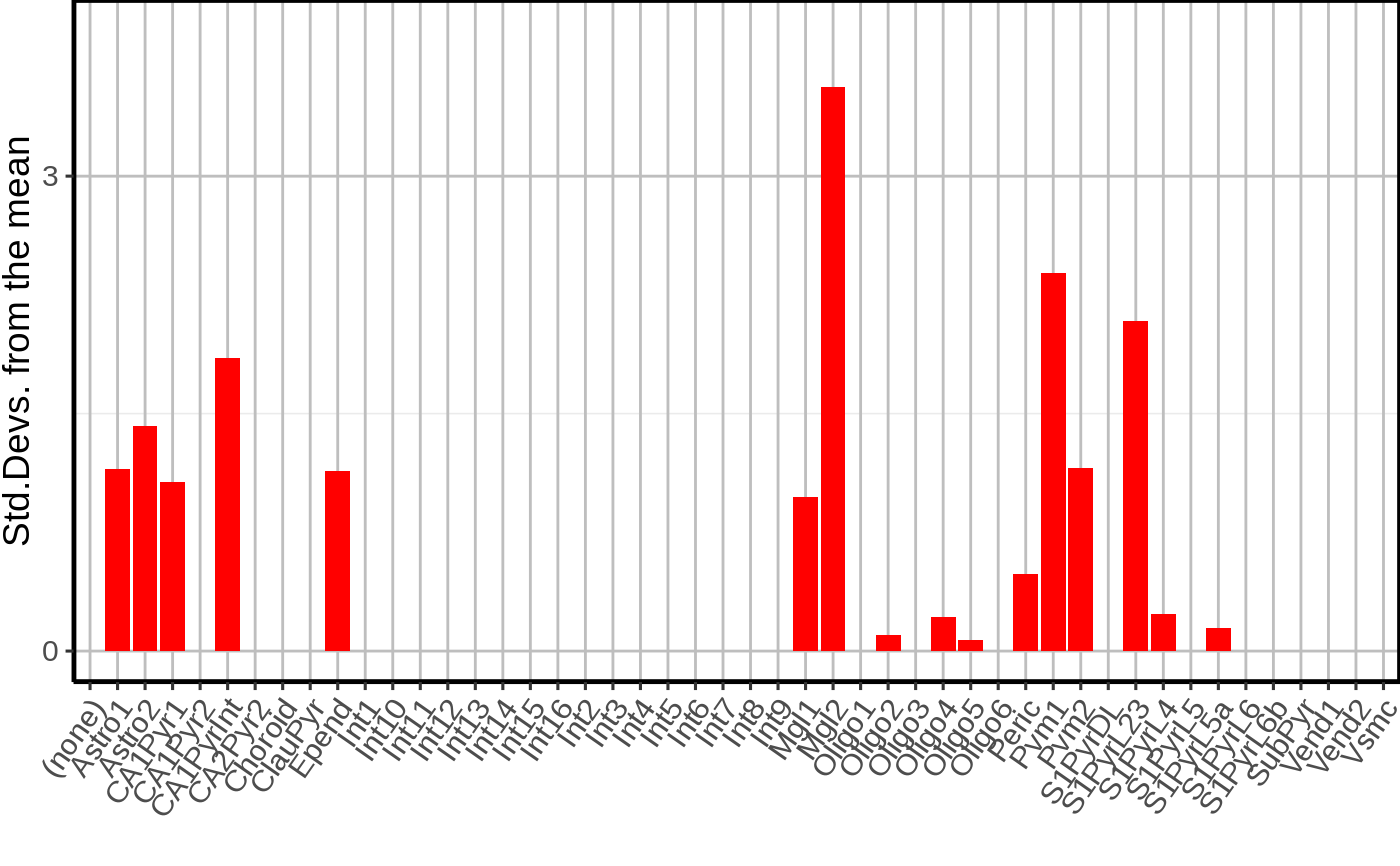 Std.Devs. from the mean
3
0
(none)
Astro1
Astro2
CA1Pyr1
CA1Pyr2
CA1PyrInt
CA2Pyr2
Choroid
ClauPyr
Epend
Int1
Int10
Int11
Int12
Int13
Int14
Int15
Int16
Int2
Int3
Int4
Int5
Int6
Int7
Int8
Int9
Mgl1
Mgl2
Oligo1
Oligo2
Oligo3
Oligo4
Oligo5
Oligo6
Peric
Pvm1
Pvm2
S1PyrDL
S1PyrL23
S1PyrL4
S1PyrL5
S1PyrL5a
S1PyrL6
S1PyrL6b
SubPyr
Vend1
Vend2
Vsmc